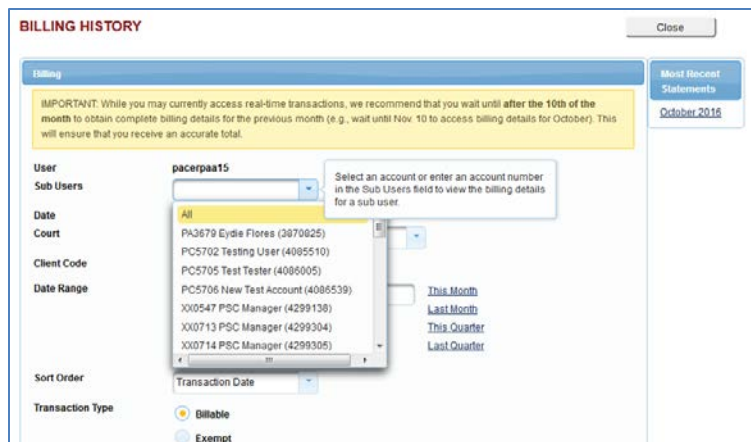 BILLING HISTORY
Close
Billing
IMPORTANT: While you may currently access real-time transactions, we recommend that you wait until after the 10th of the
month to obtain complete billing details for the previous month (e.g., wait until Nov. 10 to access billing details for October). This
will ensure that you receive an accurate total.
Most Recent
Statements
October 2016
User pacerpaa15
Sub Users
Select an account or enter an account number
in the Sub Users field to view the billing details
for a sub user.
Date
All
Court
PA3679 Eydie Flores (3870825)
PC5702 Testing User (4085510)
Client Code
PC5705 Test Tester (4086005)
Date Range
PC5706 New Test Account (4086539)
This Month
XX0547 PSC Manager (4299138)
Last Month
XX0713 PSC Manager (4299304)
This Quarter
XX0714 PSC Manager (4299305)
Last Quarter
Sort Order
Transaction Date
Transaction Type
Billable
Exempt